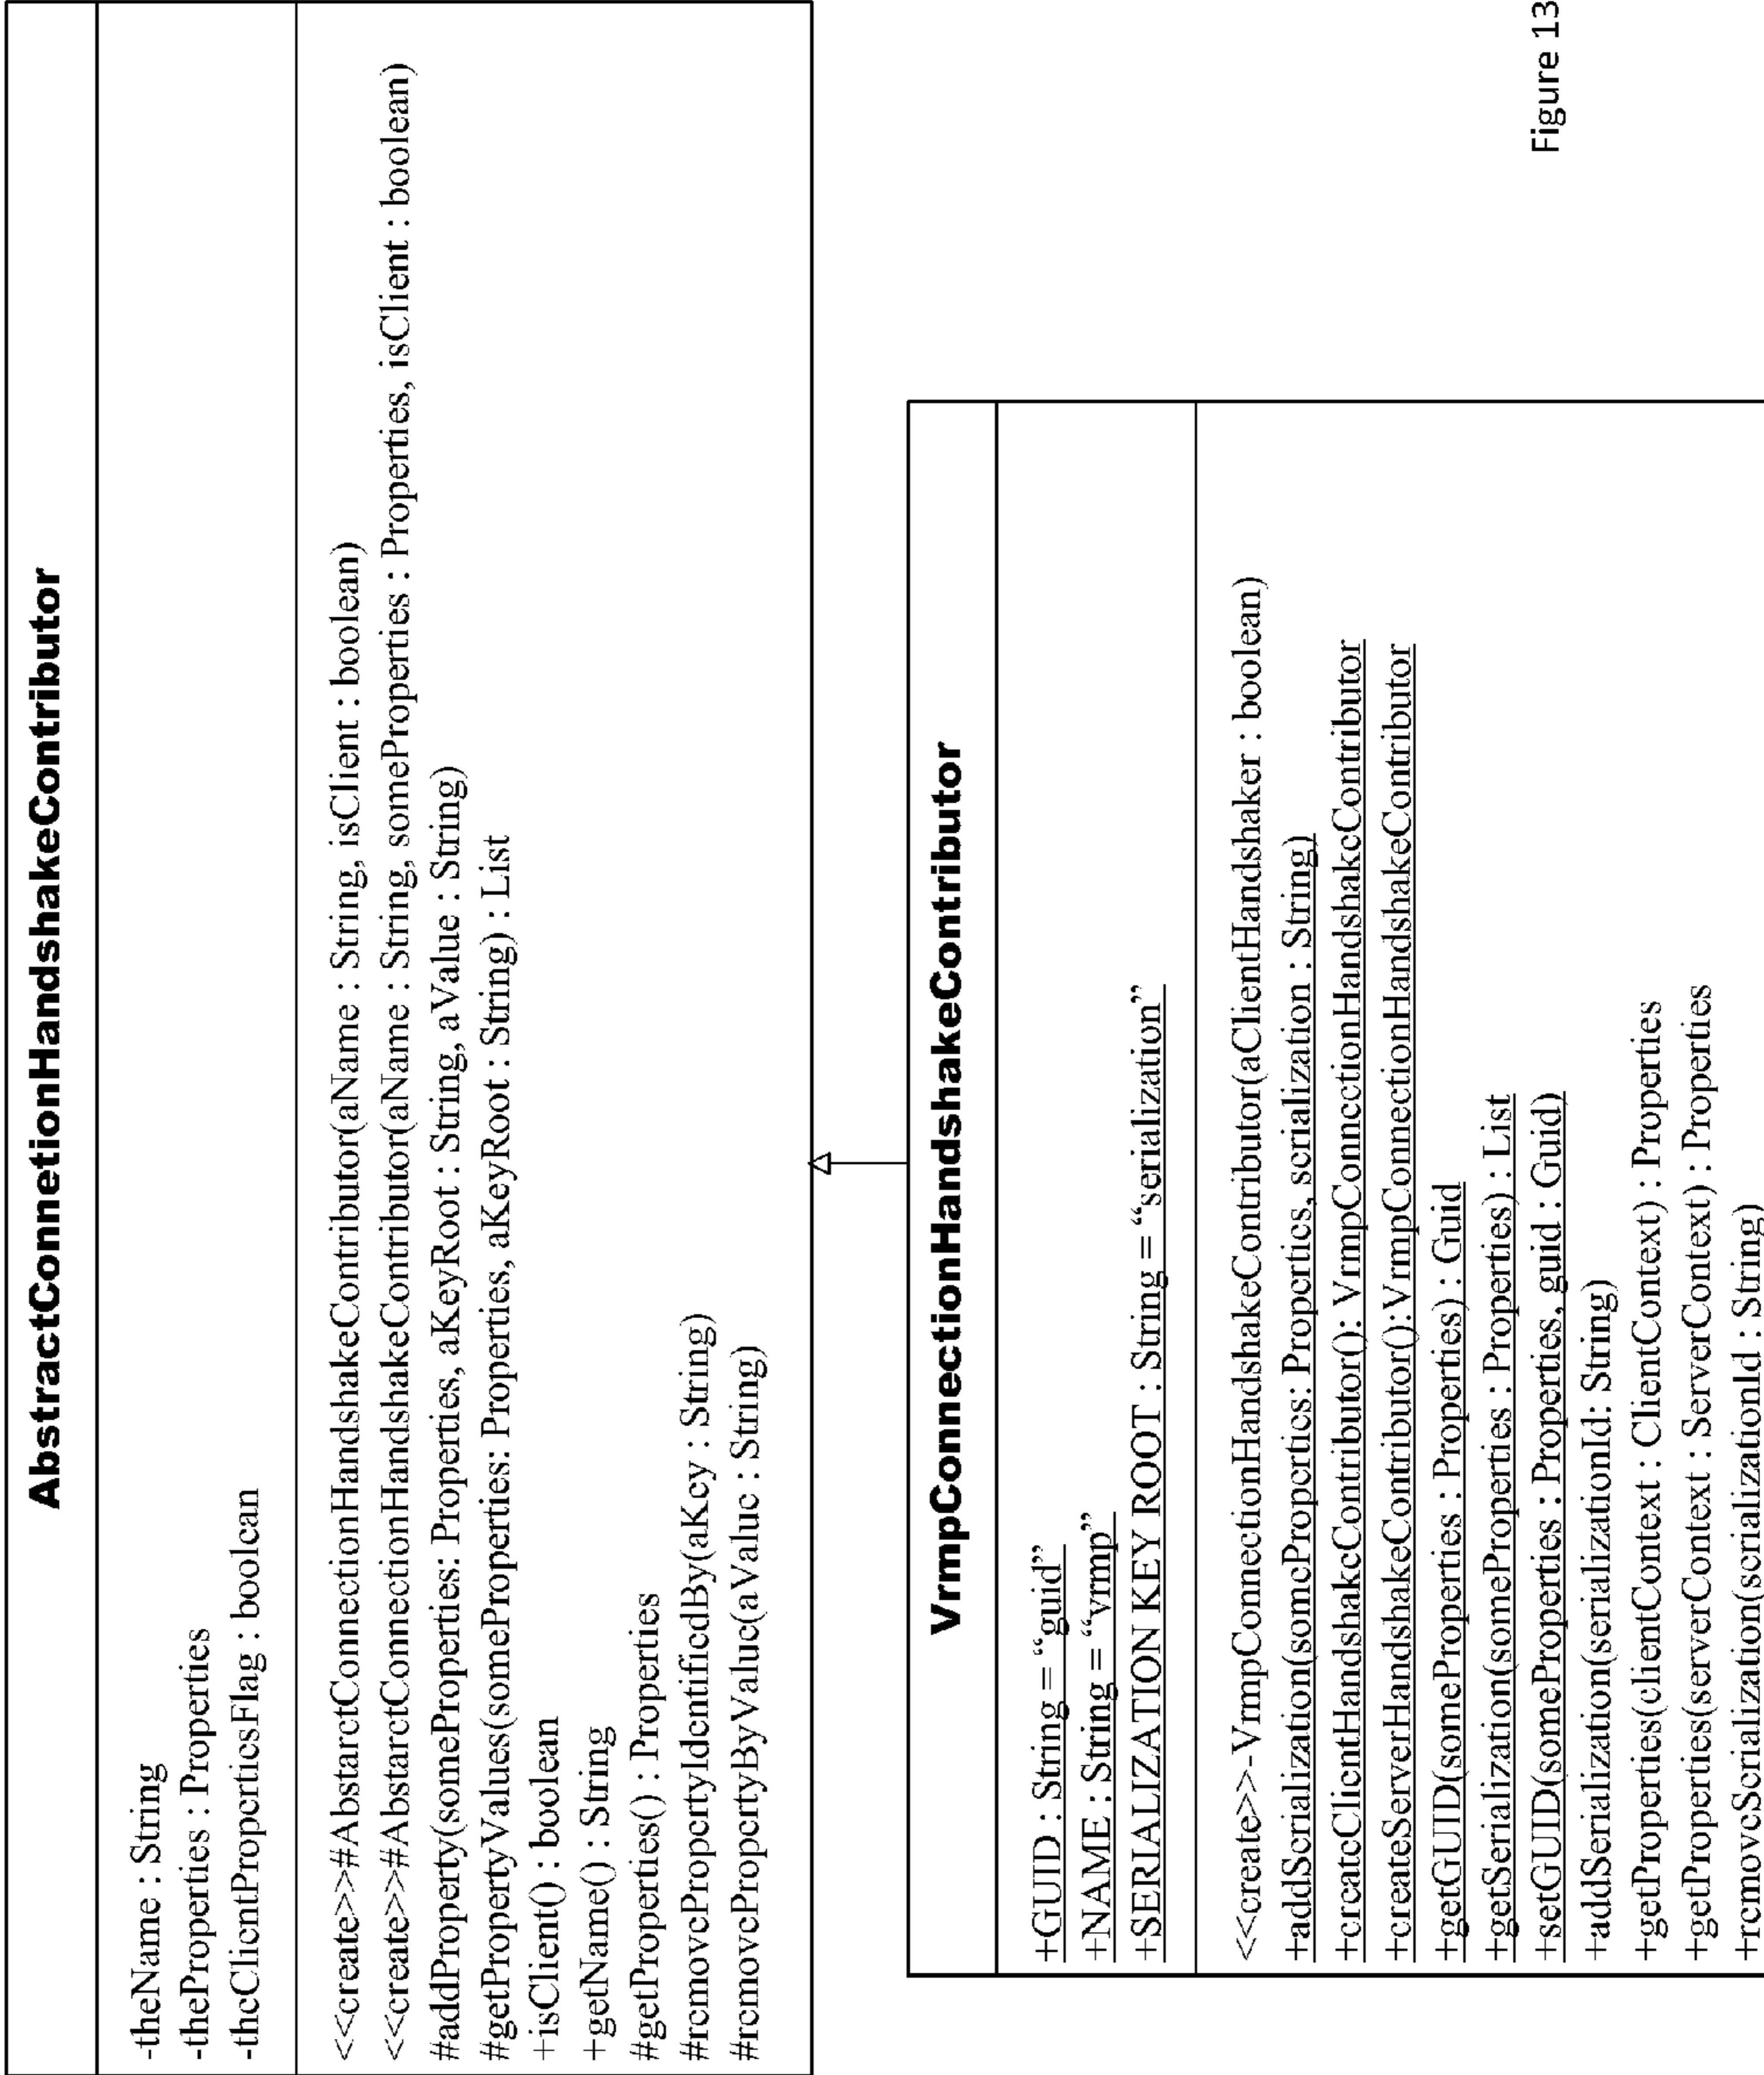 AbstractConnetionHandshakeContributor
-theName : String
-theProperties : Properties
-theClientPropertiesFlag : boolean
<<create>>#AbstarctConnectionHandshakeContributor(aName : String, isClient : boolean)
<<create>>#AbstarctConnectionHandshakeContributor(aName : String, someProperties : Properties, isClient : boolean)
#addProperty(someProperties: Properties, aKeyRoot : String, aValue : String)
#getPropertyValues(someProperties: Properties, aKeyRoot : String) : List
+isClient() : boolean
+getName() : String
#getProperties() : Properties
#removePropertyIdentifiedBy(aKey : String)
#removePropertyByValue(aValue : String)
VrmpConnectionHandshakeContributor
+GUID : String = “guid”
+NAME : String = “vrmp”
+SERIALIZATION KEY ROOT : String = “serialization”
<<create>>-VrmpConnectionHandshakeContributor(aClientHandshaker : boolean)
+addSerialization(someProperties: Properties, serialization : String)
+createClientHandshakeContributor(): VrmpConnectionHandshakeContributor
+createServerHandshakeContributor():VrmpConnectionHandshakeContributor
+getGUID(someProperties : Properties) : Guid
+getSerialization(someProperties : Properties) : List
+setGUID(someProperties : Properties, guid : Guid)
+addSerialization(serializationId: String)
+getProperties(clientContext : ClientContext) : Properties
+getProperties(serverContext : ServerContext) : Properties
+removeSerialization(serializationId : String)
Figure 13